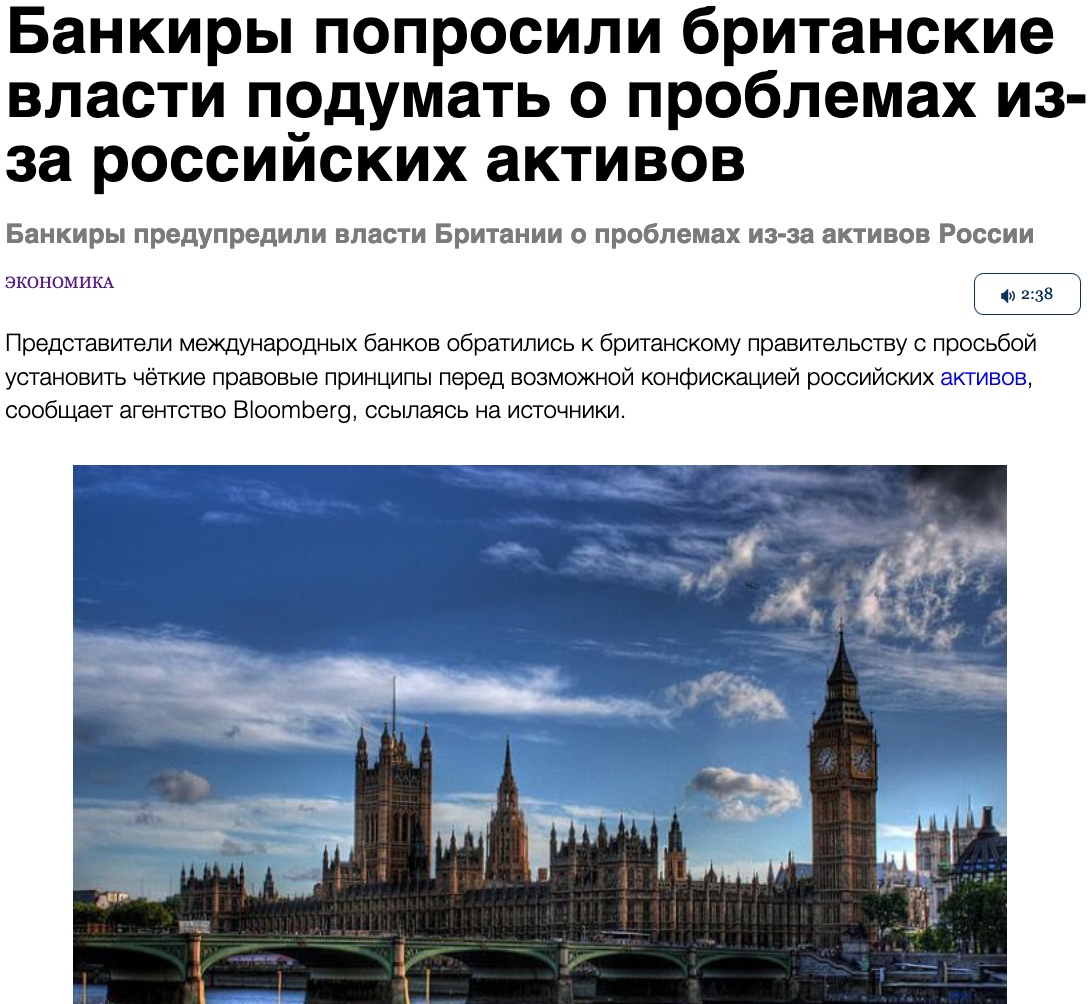 Банкиры попросили британские
власти подумать о проблемах из-
за российских активов
Банкиры предупредили власти Британии о проблемах из-за активов России
ЭКОНОМИКА
2:38
Представители международных банков обратились к британскому правительству с просьбой
установить чёткие правовые принципы перед возможной конфискацией российских активов,
сообщает агентство Bloomberg, ссылаясь на источники.